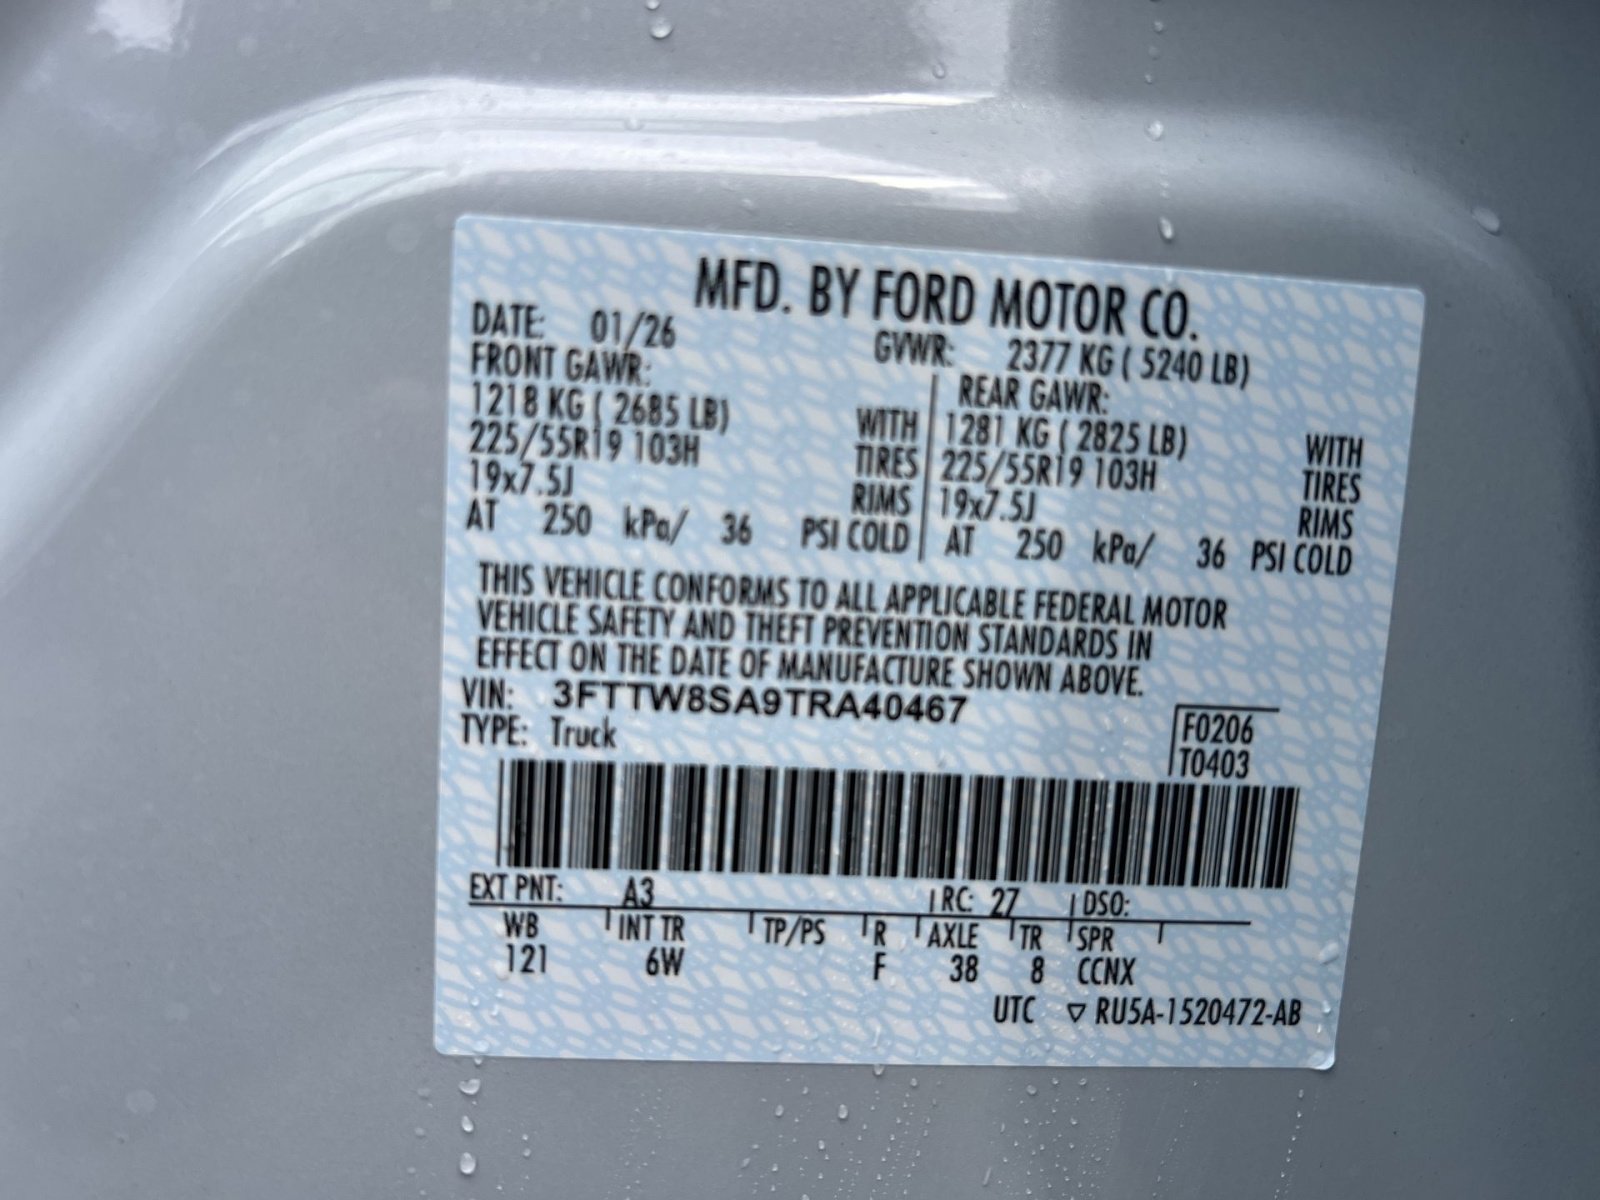 MFD. BY FORD MOTOR CO.
DATE: 01/26 GVWR: 2377 KG ( 5240 LB)
FRONT GAWR: REAR GAWR:
1218 KG ( 2685 LB) WITH 1281 KG ( 2825 LB) WITH
225/55R19 103H TIRES 225/55R19 103H TIRES
19x7.5J RIMS 19x7.5J RIMS
AT 250 kPa/ 36 PSI COLD AT 250 kPa/ 36 PSI COLD
THIS VEHICLE CONFORMS TO ALL APPLICABLE FEDERAL MOTOR
VEHICLE SAFETY AND THEFT PREVENTION STANDARDS IN
EFFECT ON THE DATE OF MANUFACTURE SHOWN ABOVE.
VIN: 3FTTW8SA9TRA40467
TYPE: Truck
F0206
T0403
EXT PNT: A3 RC: 27 DSO:
WB INT TR TP/PS R AXLE TR SPR
121 6W F 38 8 CCNX
UTC ▽ RU5A-1520472-AB